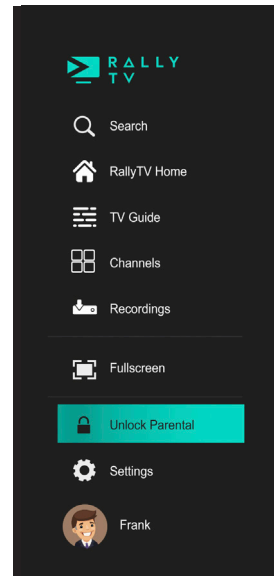 RALLY
TV
Search
RallyTV Home
TV Guide
Channels
Recordings
Fullscreen
Unlock Parental
Settings
Frank